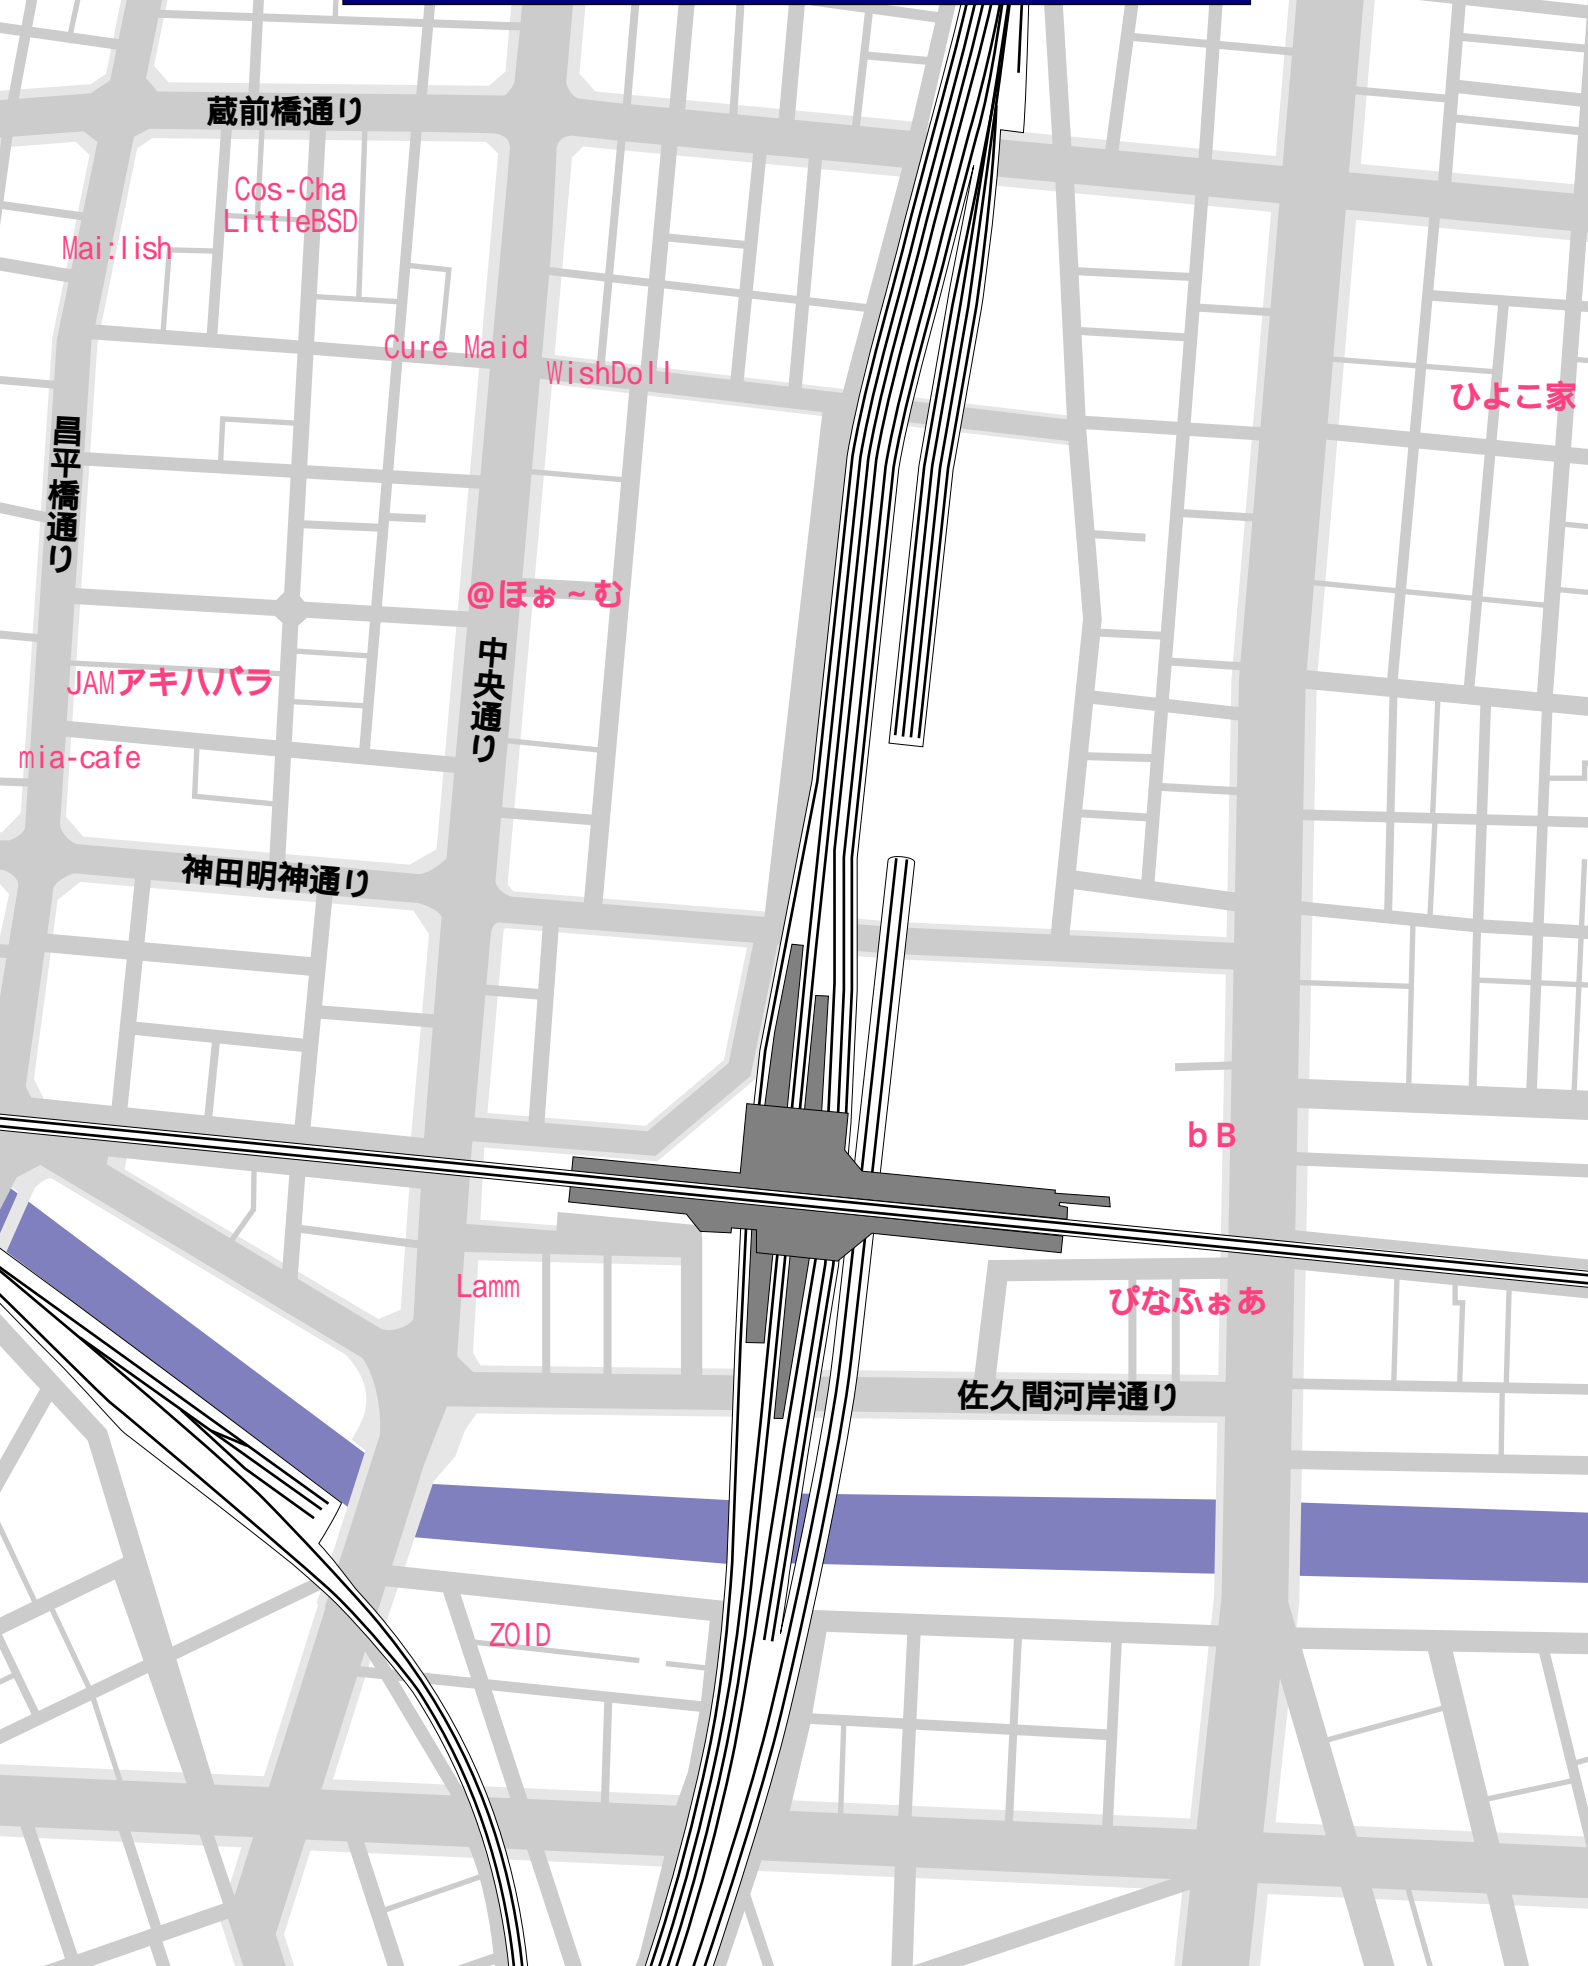 蔵前橋通り
Cos-Cha
LittleBSD
Mai:lish
Cure Maid
WishDoll
ひよこ家
昌平橋通り
@ほぉ~む
中央通り
JAMアキハバラ
mia-cafe
神田明神通り
bB
Lamm
ぴなふぉあ
佐久間河岸通り
ZOID